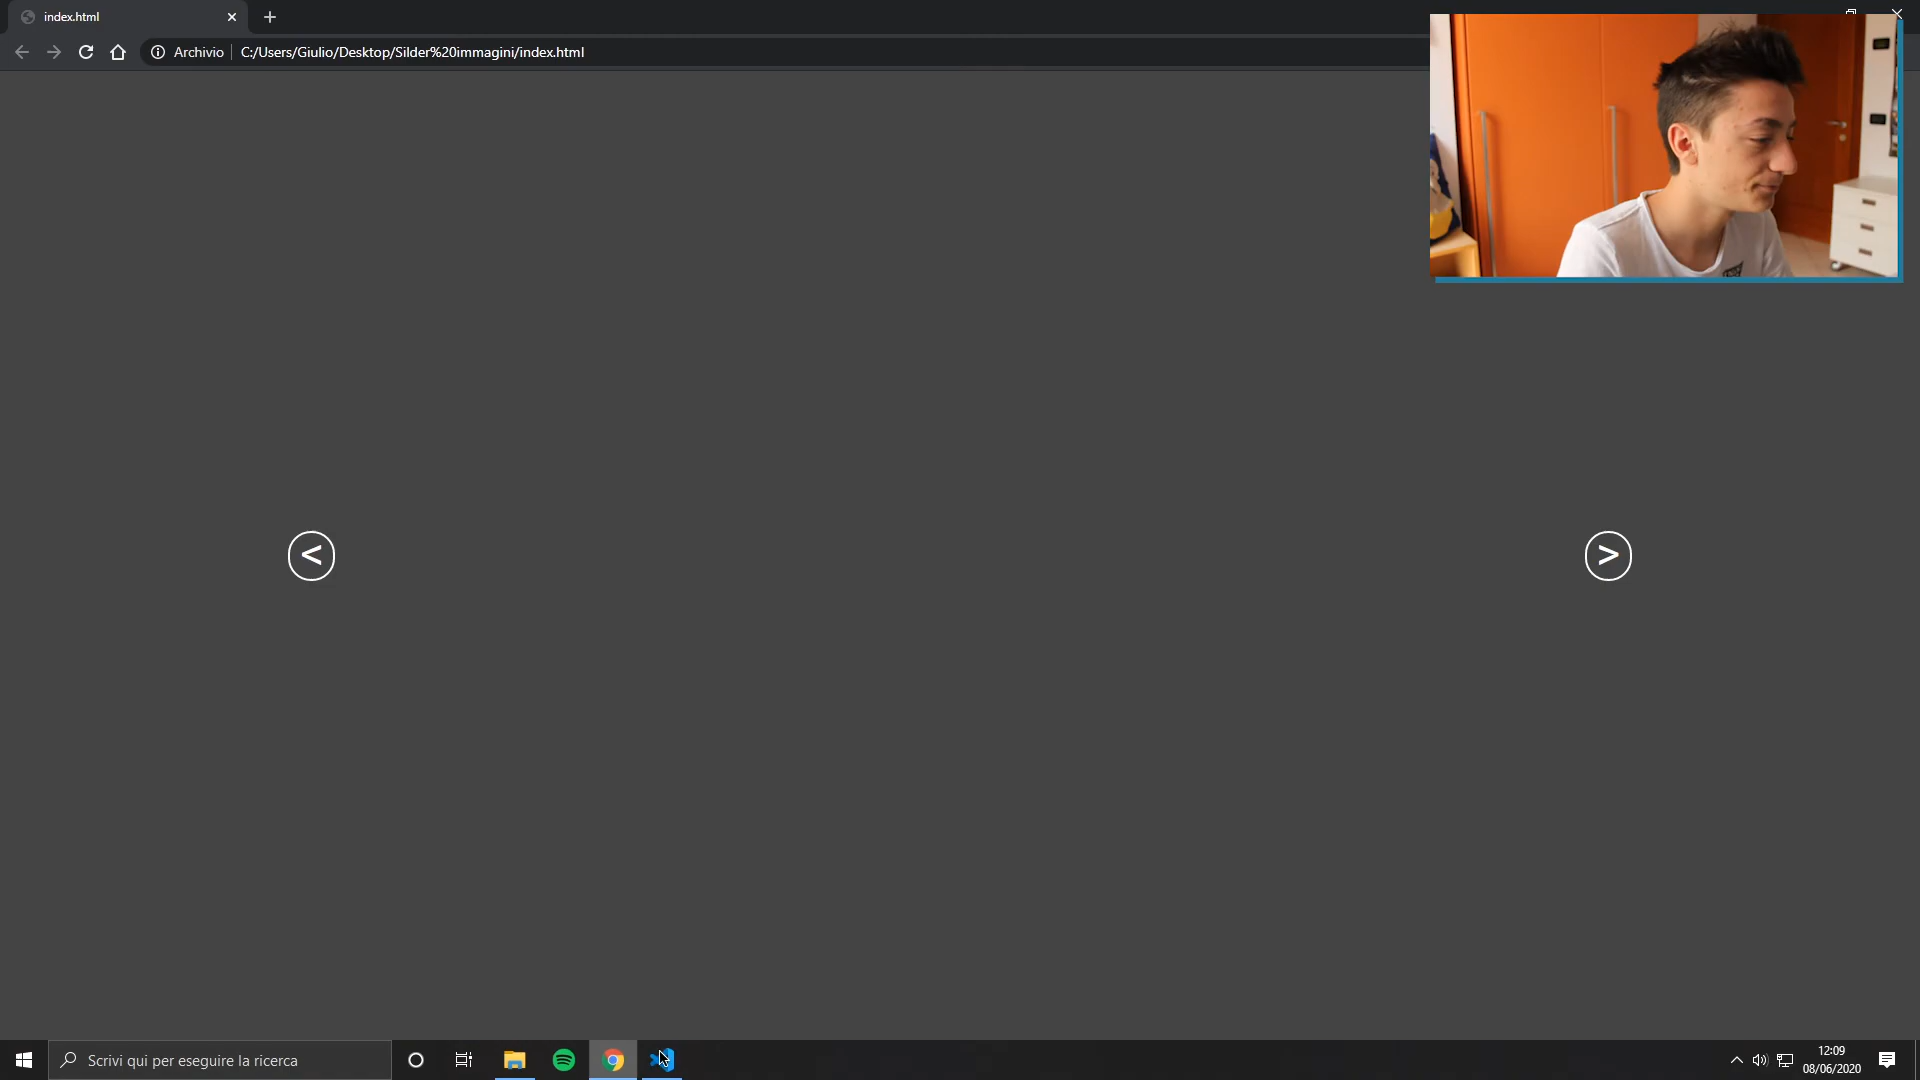 index.html
Archivio
C:/Users/Giulio/Desktop/Silder%20immagini/index.html
<
>
Scrivi qui per eseguire la ricerca
12:09
08/06/2020